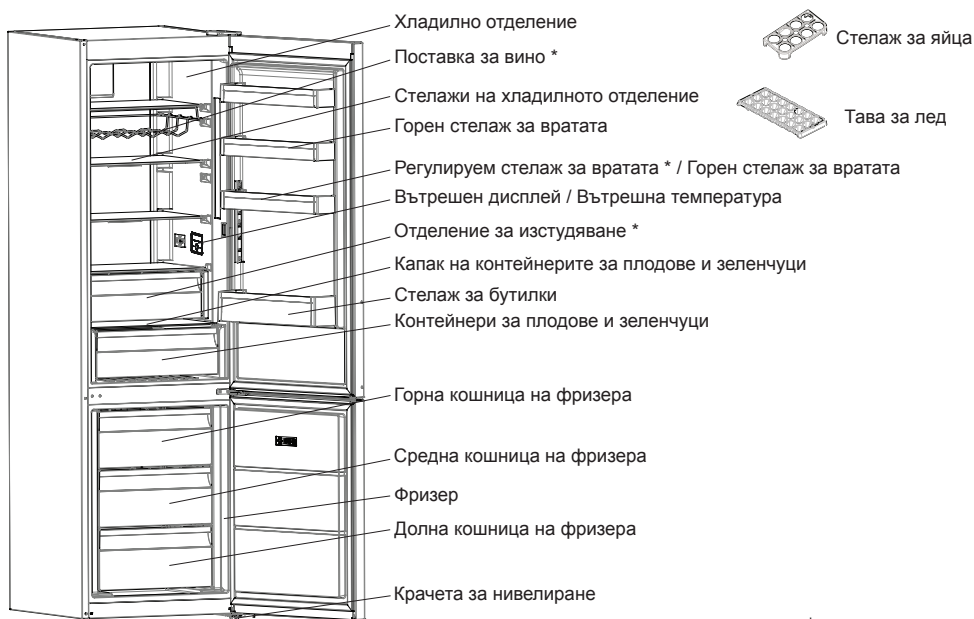 Хладилно отделение
Поставка за вино *
Стелажи на хладилното отделение
Горен стелаж за вратата
Регулируем стелаж за вратата * / Горен стелаж за вратата
Вътрешен дисплей / Вътрешна температура
Отделение за изстудяване *
Капак на контейнерите за плодове и зеленчуци
Стелаж за бутилки
Контейнери за плодове и зеленчуци
Горна кошница на фризера
Средна кошница на фризера
Фризер
Долна кошница на фризера
Крачета за нивелиране
Стелаж за яйца
Тава за лед